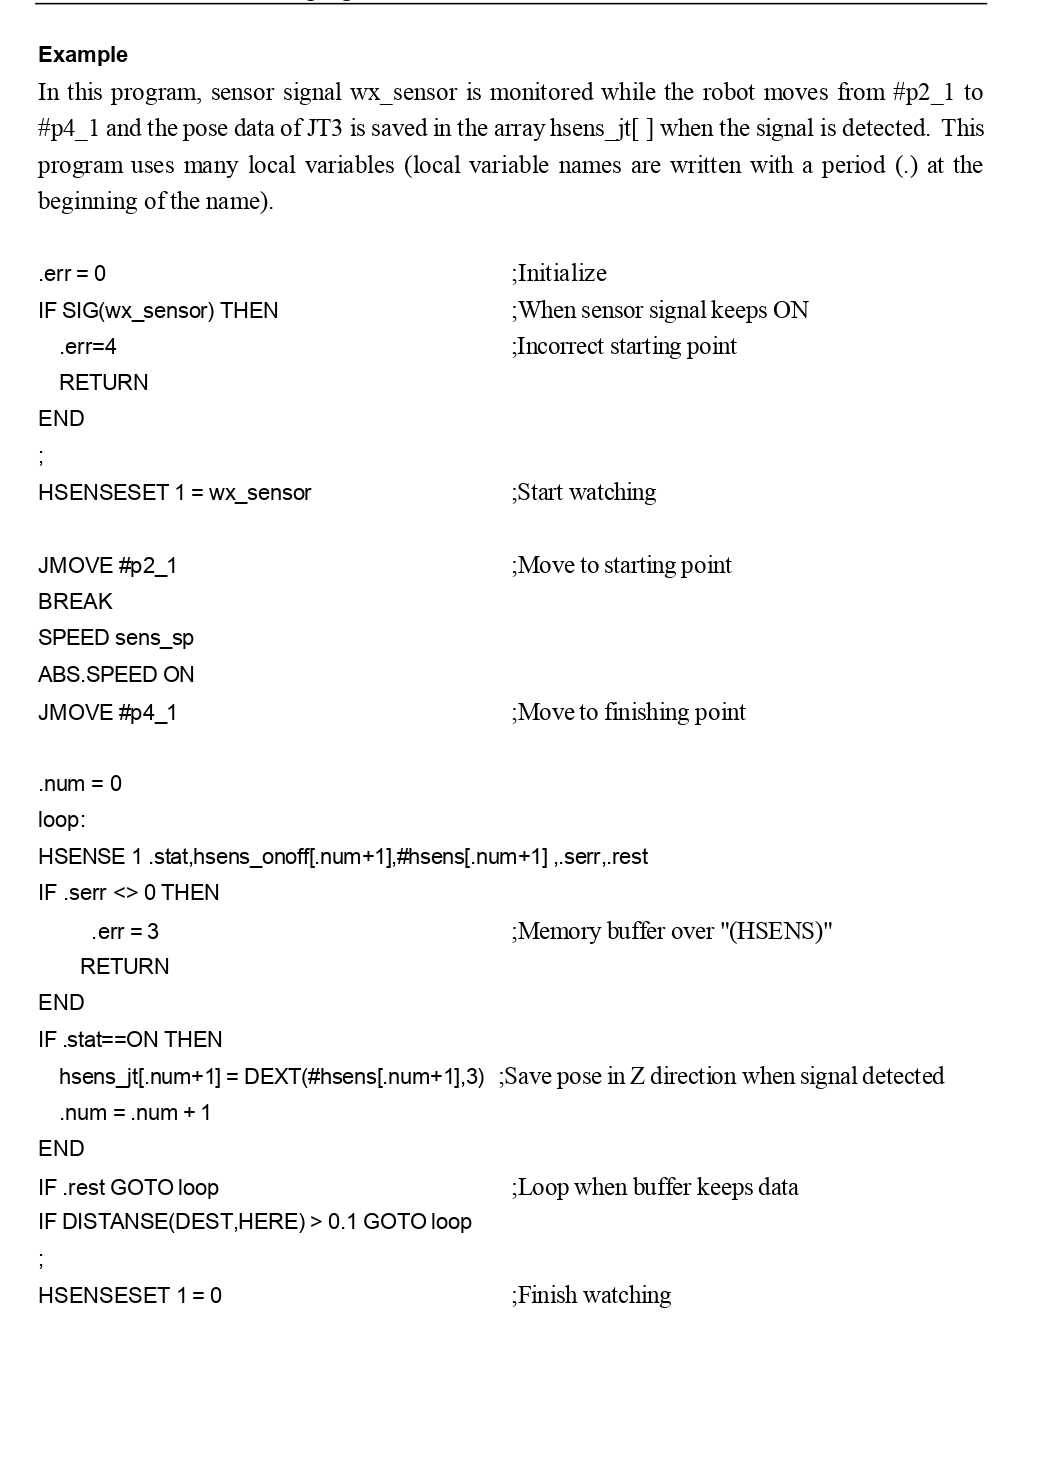 Example
In this program, sensor signal wx_sensor is monitored while the robot moves from #p2_1 to
#p4_1 and the pose data of JT3 is saved in the array hsens_jt[ ] when the signal is detected. This
program uses many local variables (local variable names are written with a period (.) at the
beginning of the name).
.err = 0 ;Initialize
IF SIG(wx_sensor) THEN ;When sensor signal keeps ON
.err=4 ;Incorrect starting point
RETURN
END
;
HSENSESET 1 = wx_sensor ;Start watching
JMOVE #p2_1 ;Move to starting point
BREAK
SPEED sens_sp
ABS.SPEED ON
JMOVE #p4_1 ;Move to finishing point
.num = 0
loop:
HSENSE 1 .stat,hsens_onoff[.num+1],#hsens[.num+1] ,.serr,.rest
IF .serr <> 0 THEN
.err = 3 ;Memory buffer over "(HSENS)"
RETURN
END
IF .stat==ON THEN
hsens_jt[.num+1] = DEXT(#hsens[.num+1],3) ;Save pose in Z direction when signal detected
.num = .num + 1
END
IF .rest GOTO loop ;Loop when buffer keeps data
IF DISTANSE(DEST,HERE) > 0.1 GOTO loop
;
HSENSESET 1 = 0 ;Finish watching